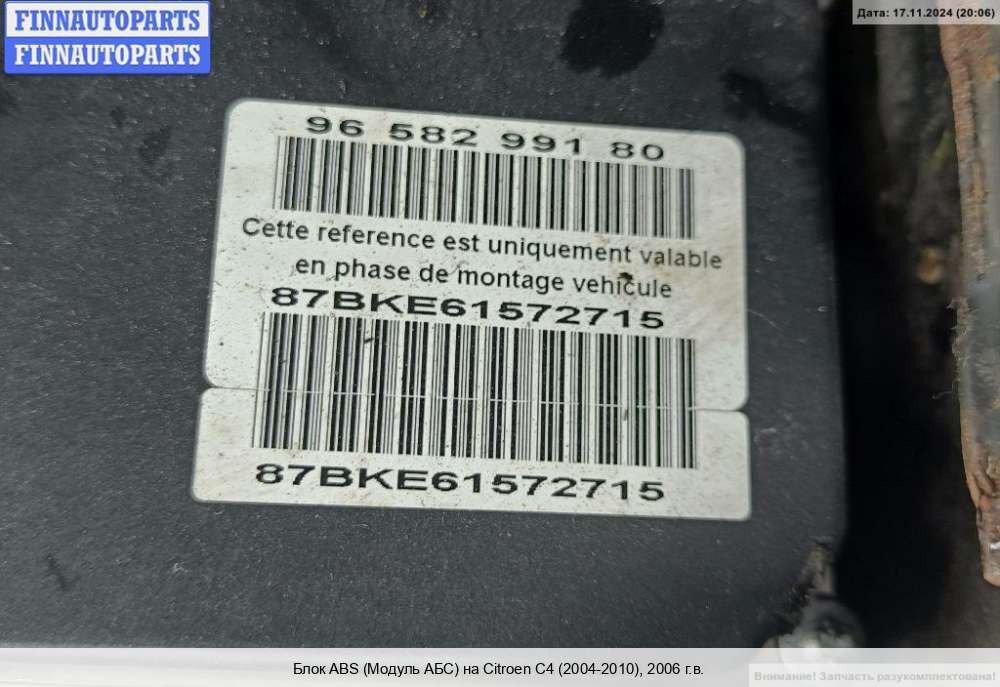 FINNAUTOPARTS
FINNAUTOPARTS
Дата: 17.11.2024 (20:06)
96 582 991 80
Cette reference est uniquement valable
en phase de montage vehicule
87BKE61572715
87BKE61572715
Блок ABS (Модуль АБС) на Citroen C4 (2004-2010), 2006 г.в.
Внимание! Запчасть разукомплектована!